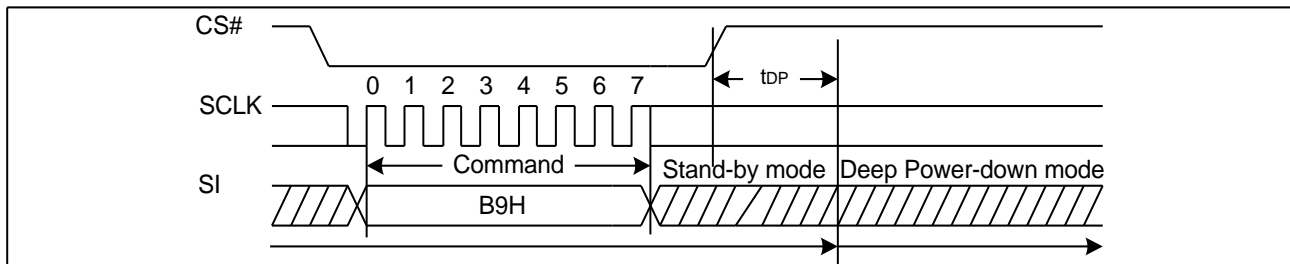 CS#
tDP
0 1 2 3 4 5 6 7
SCLK
Command
Stand-by mode Deep Power-down mode
SI
B9H